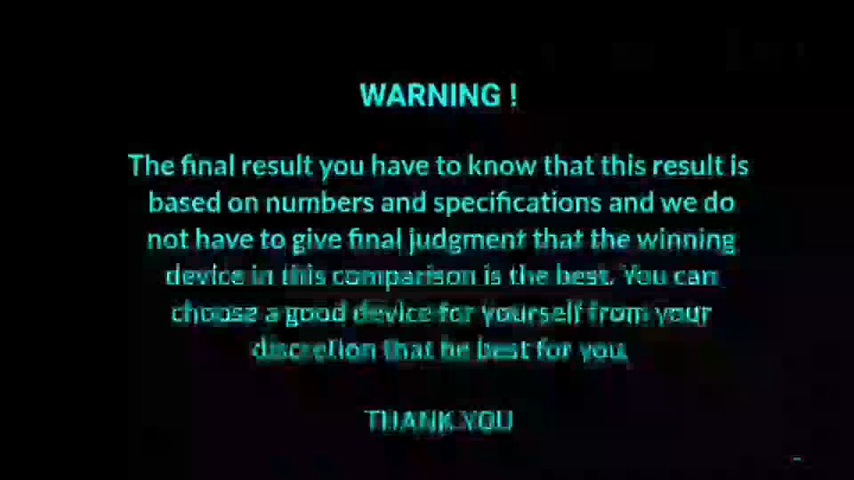 WARNING !
The final result you have to know that this result is
based on numbers and specifications and we do
not have to give final judgment that the winning
device in this comparison is the best. You can
choose a good device for yourself from your
discretion that be best for you.
THANK YOU